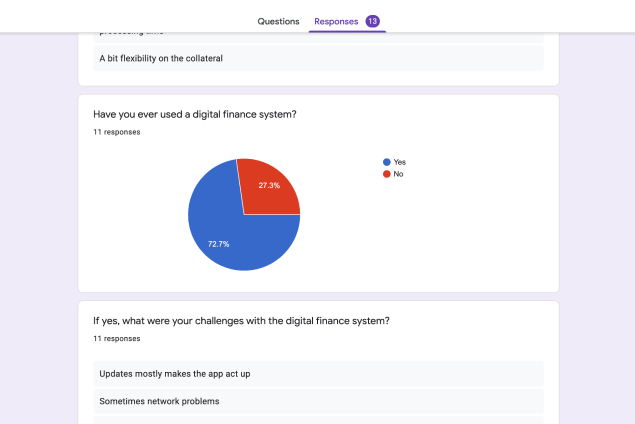 Questions
Responses 13
A bit flexibility on the collateral
Have you ever used a digital finance system?
11 responses
Yes
No
27.3%
72.7%
If yes, what were your challenges with the digital finance system?
11 responses
Updates mostly makes the app act up
Sometimes network problems